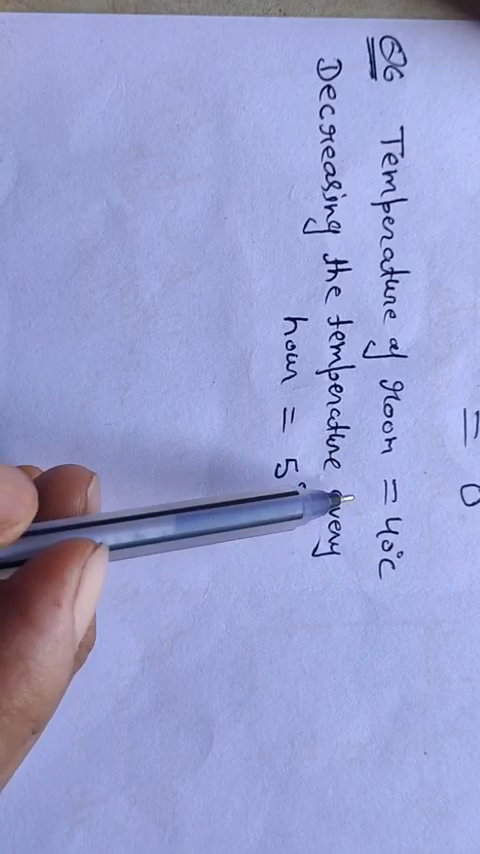 = 0
Q6 Temperature of room = 40°C
Decreasing the temperature every
hour = 5°